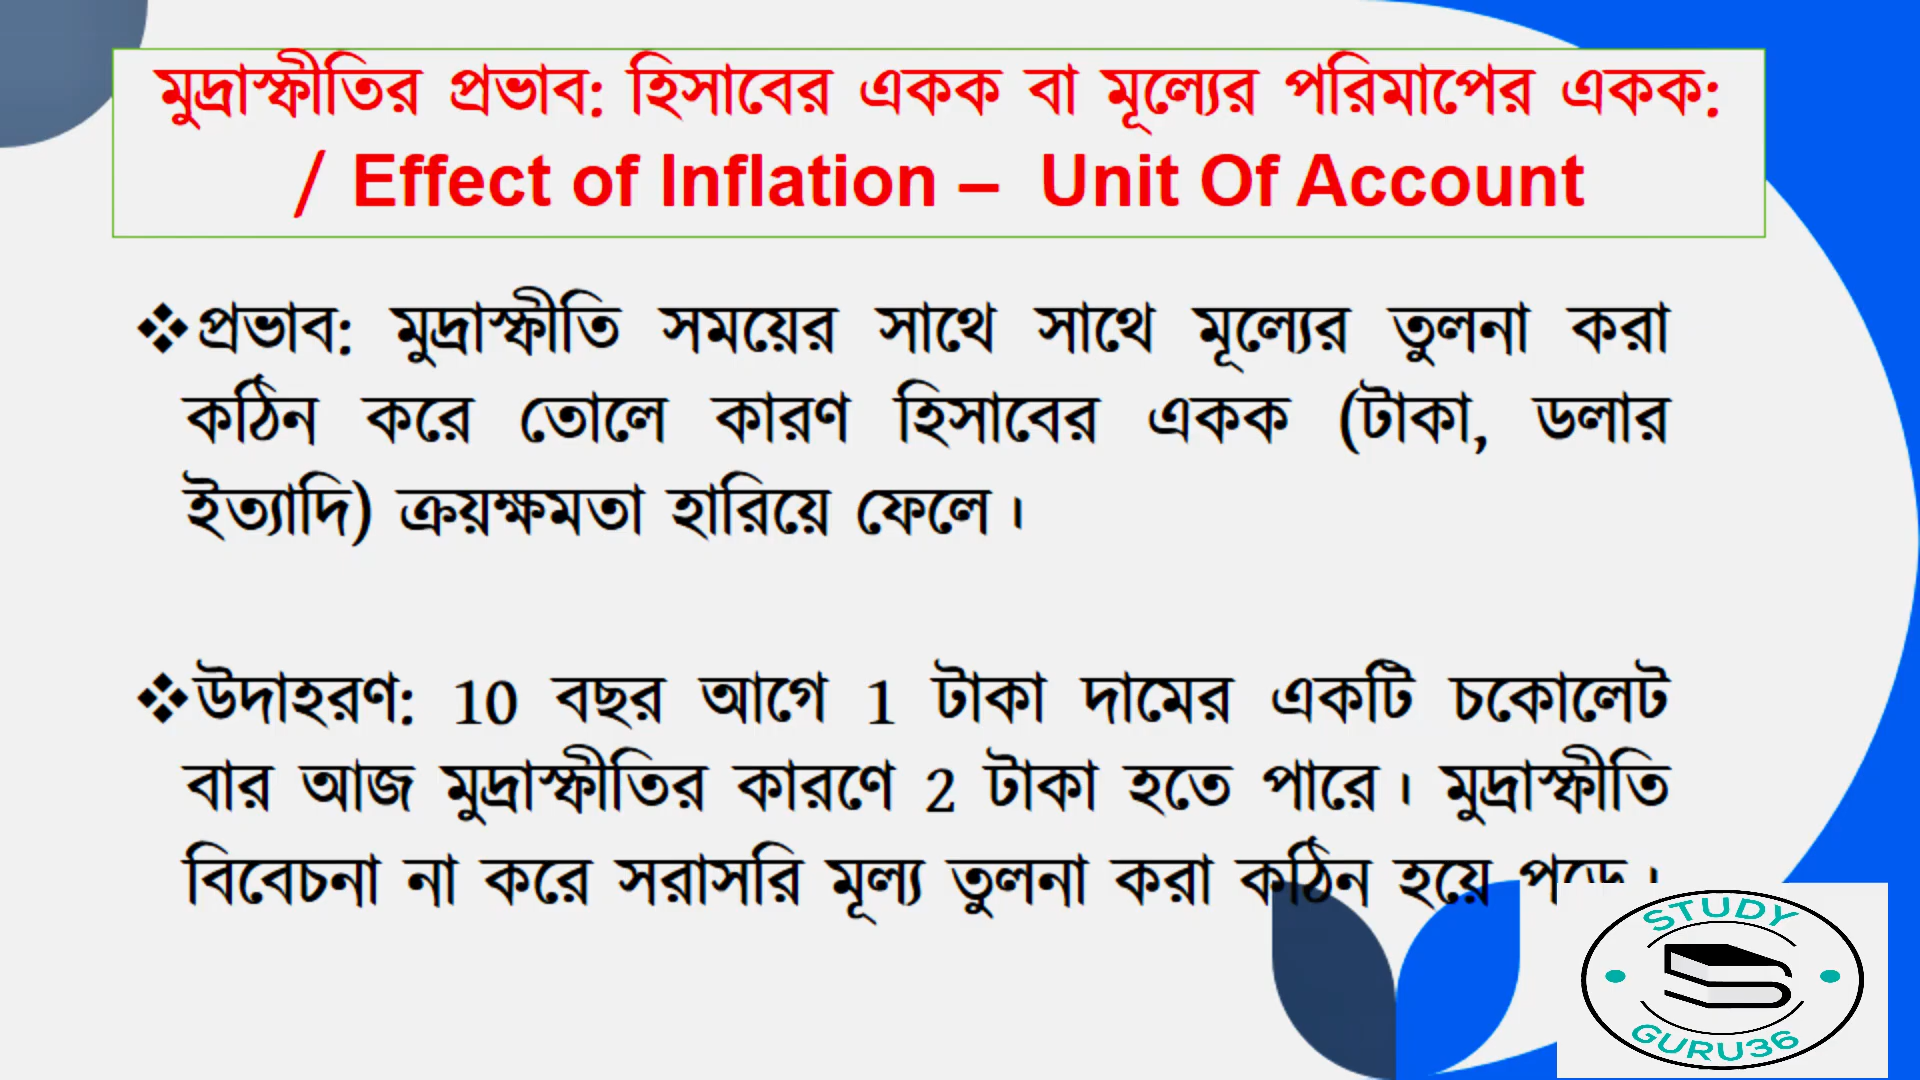 মুদ্রাস্ফীতির প্রভাব: হিসাবের একক বা মূল্যের পরিমাপের একক:
/ Effect of Inflation – Unit Of Account
❖প্রভাব: মুদ্রাস্ফীতি সময়ের সাথে সাথে মূল্যের তুলনা করা
কঠিন করে তোলে কারণ হিসাবের একক (টাকা, ডলার
ইত্যাদি) ক্রয়ক্ষমতা হারিয়ে ফেলে।
❖উদাহরণ: 10 বছর আগে 1 টাকা দামের একটি চকোলেট
বার আজ মুদ্রাস্ফীতির কারণে 2 টাকা হতে পারে। মুদ্রাস্ফীতি
বিবেচনা না করে সরাসরি মূল্য তুলনা করা কঠিন হয়ে পড়ে।
STUDY
GURU36